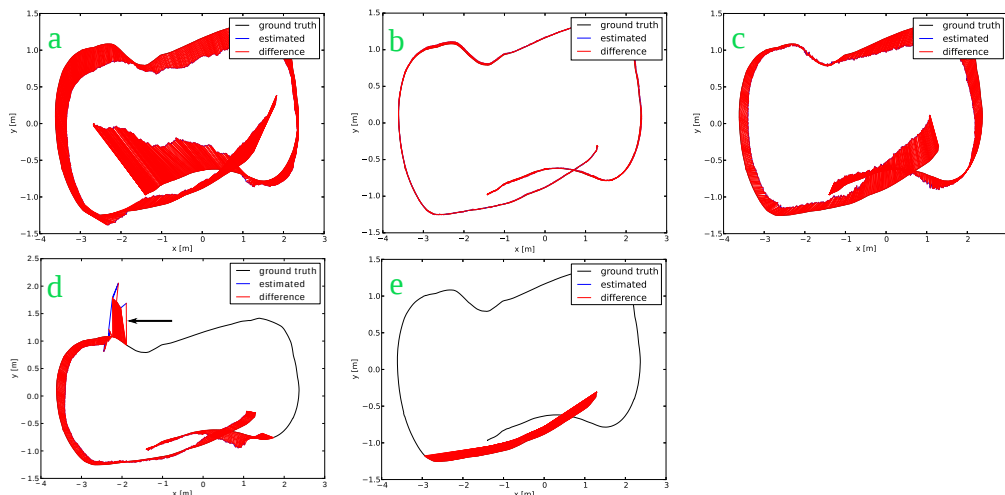 a
ground truth
estimated
difference
1.5
1.0
0.5
0.0
−0.5
−1.0
−1.5
y [m]
−4 −3 −2 −1 0 1 2 3
x [m]
b
ground truth
estimated
difference
1.5
1.0
0.5
0.0
−0.5
−1.0
−1.5
y [m]
−4 −3 −2 −1 0 1 2 3
x [m]
c
ground truth
estimated
difference
1.5
1.0
0.5
0.0
−0.5
−1.0
−1.5
y [m]
−4 −3 −2 −1 0 1 2
x [m]
d
ground truth
estimated
difference
2.5
2.0
1.5
1.0
0.5
0.0
−0.5
−1.0
−1.5
y [m]
−4 −3 −2 −1 0 1 2 3
x [m]
e
ground truth
estimated
difference
1.5
1.0
0.5
0.0
−0.5
−1.0
−1.5
y [m]
−4 −3 −2 −1 0 1 2 3
x [m]